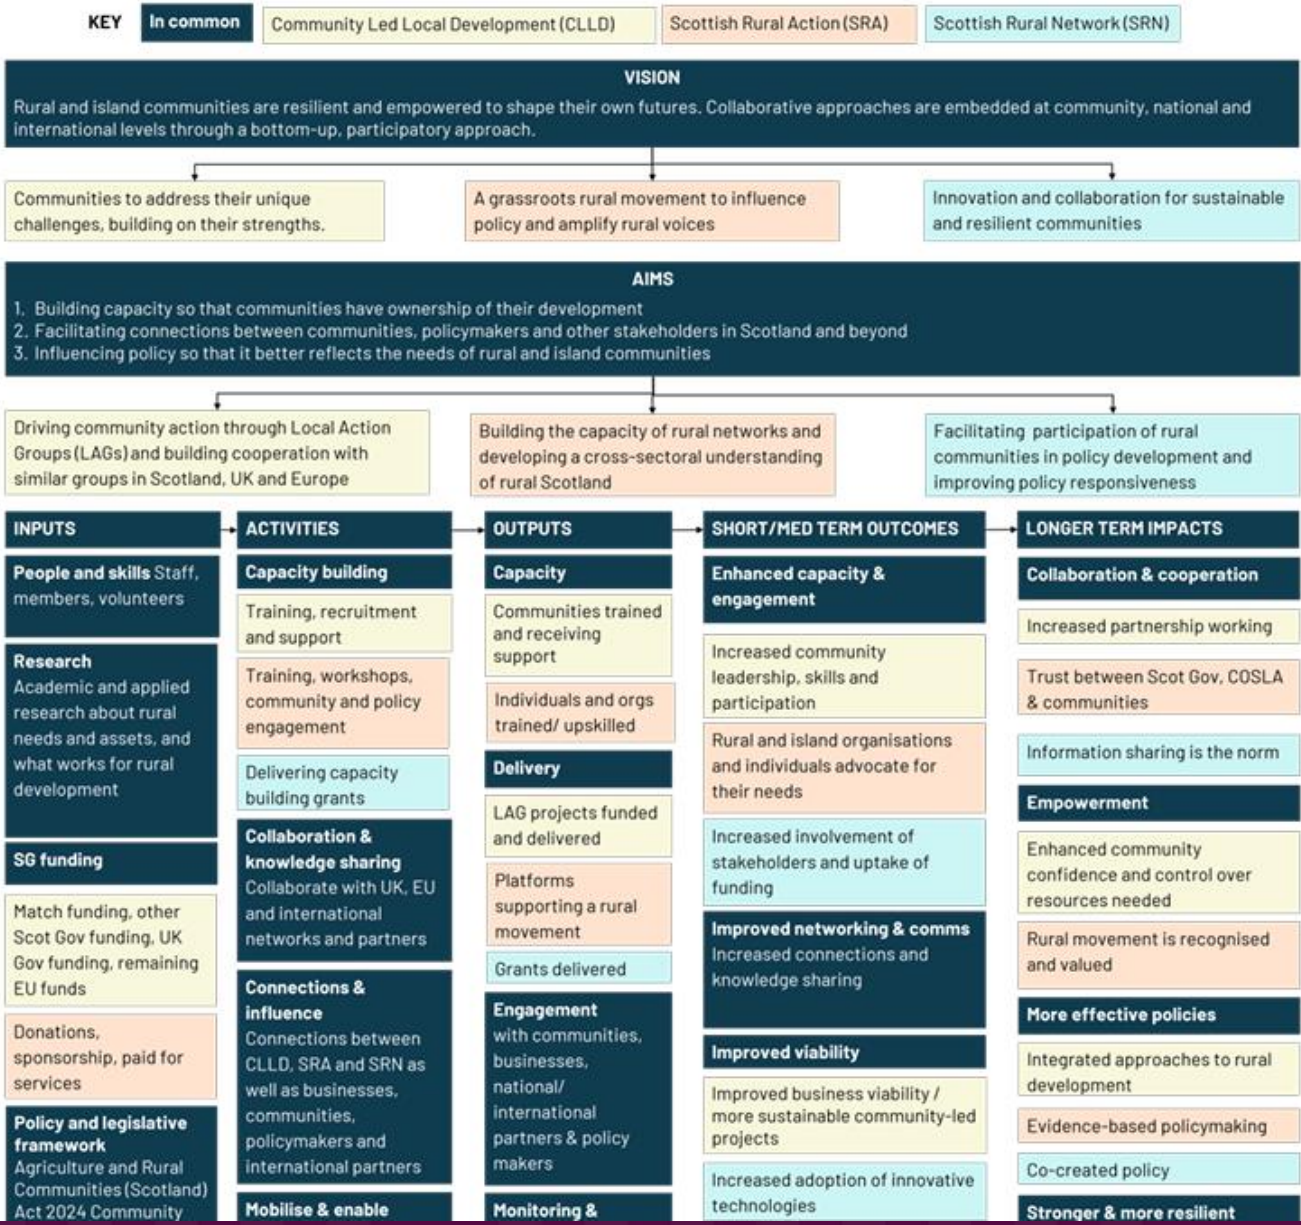 KEY
In common
Community Led Local Development (CLLD)
Scottish Rural Action (SRA)
Scottish Rural Network (SRN)
VISION
Rural and island communities are resilient and empowered to shape their own futures. Collaborative approaches are embedded at community, national and
international levels through a bottom-up, participatory approach.
Communities to address their unique
challenges, building on their strengths.
A grassroots rural movement to influence
policy and amplify rural voices
Innovation and collaboration for sustainable
and resilient communities
AIMS
1. Building capacity so that communities have ownership of their development
2. Facilitating connections between communities, policymakers and other stakeholders in Scotland and beyond
3. Influencing policy so that it better reflects the needs of rural and island communities
Driving community action through Local Action
Groups (LAGs) and building cooperation with
similar groups in Scotland, UK and Europe
Building the capacity of rural networks and
developing a cross-sectoral understanding
of rural Scotland
Facilitating participation of rural
communities in policy development and
improving policy responsiveness
INPUTS
People and skills Staff,
members, volunteers
Research
Academic and applied
research about rural
needs and assets, and
what works for rural
development
SG funding
Match funding, other
Scot Gov funding, UK
Gov funding, remaining
EU funds
Donations,
sponsorship, paid for
services
Policy and legislative
framework
Agriculture and Rural
Communities (Scotland)
Act 2024 Community
ACTIVITIES
Capacity building
Training, recruitment
and support
Training, workshops,
community and policy
engagement
Delivering capacity
building grants
Collaboration &
knowledge sharing
Collaborate with UK, EU
and international
networks and partners
Connections &
influence
Connections between
CLLD, SRA and SRN as
well as businesses,
communities,
policymakers and
international partners
Mobilise & enable
OUTPUTS
Capacity
Communities trained
and receiving
support
Individuals and orgs
trained/ upskilled
Delivery
LAG projects funded
and delivered
Platforms
supporting a rural
movement
Grants delivered
Engagement
with communities,
businesses,
national/
international
partners & policy
makers
Monitoring &
SHORT/MED TERM OUTCOMES
Enhanced capacity &
engagement
Increased community
leadership, skills and
participation
Rural and island organisations
and individuals advocate for
their needs
Increased involvement of
stakeholders and uptake of
funding
Improved networking & comms
Increased connections and
knowledge sharing
Improved viability
Improved business viability /
more sustainable community-led
projects
Increased adoption of innovative
technologies
LONGER TERM IMPACTS
Collaboration & cooperation
Increased partnership working
Trust between Scot Gov, COSLA
& communities
Information sharing is the norm
Empowerment
Enhanced community
confidence and control over
resources needed
Rural movement is recognised
and valued
More effective policies
Integrated approaches to rural
development
Evidence-based policymaking
Co-created policy
Stronger & more resilient